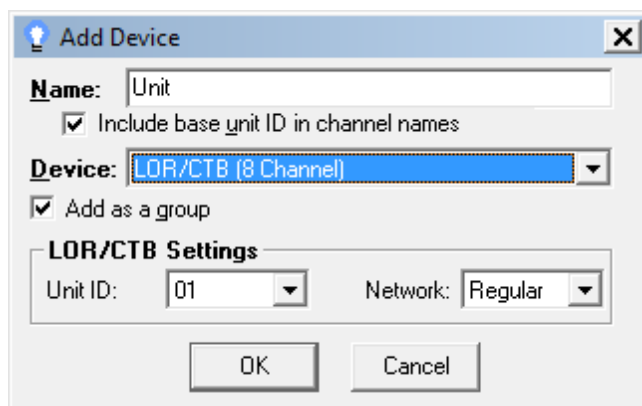 Add Device
Name: Unit
Include base unit ID in channel names
Device: LOR/CTB (8 Channel)
Add as a group
LOR/CTB Settings
Unit ID: 01 Network: Regular
OK Cancel